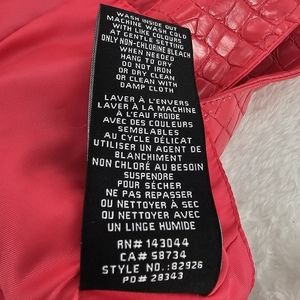 WASH INSIDE OUT
MACHINE WASH COLD
WITH LIKE COLOURS
AT GENTLE SETTING
ONLY NON-CHLORINE BLEACH
WHEN NEEDED
HANG TO DRY
DO NOT IRON
OR DRY CLEAN
OR CLEAN WITH
DAMP CLOTH
LAVER À L'ENVERS
LAVER À LA MACHINE
À L'EAU FROIDE
AVEC DES COULEURS
SEMBLABLES
AU CYCLE DÉLICAT
UTILISER UN AGENT DE
BLANCHIMENT
NON CHLORÉ AU BESOIN
SUSPENDRE
POUR SÉCHER
NE PAS REPASSER
OU NETTOYER À SEC
OU NETTOYER AVEC
UN LINGE HUMIDE
RN# 143044
CA# 58734
STYLE NO.:82926
PO# 28343